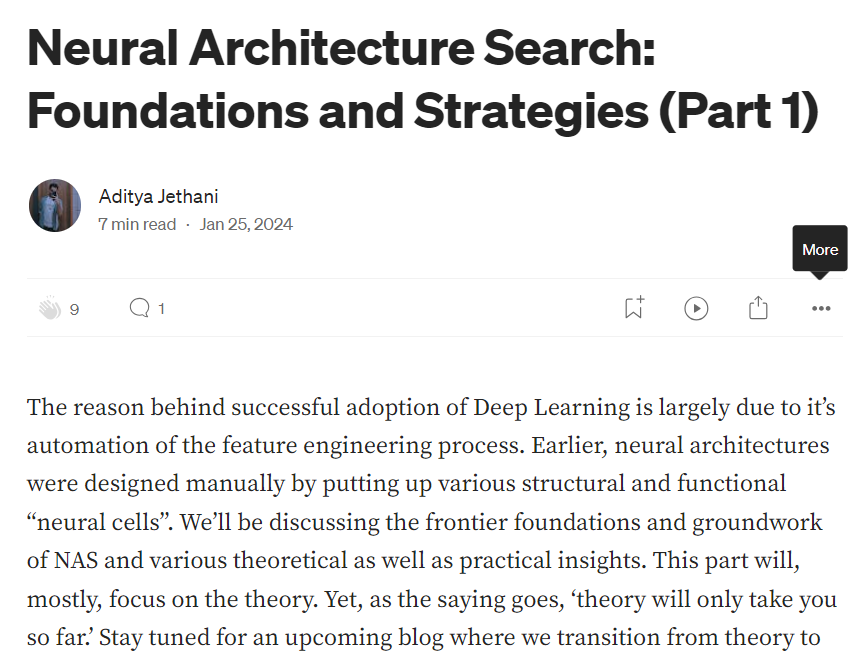 Neural Architecture Search:
Foundations and Strategies (Part 1)
Aditya Jethani
7 min read · Jan 25, 2024
More
9
1
The reason behind successful adoption of Deep Learning is largely due to it’s
automation of the feature engineering process. Earlier, neural architectures
were designed manually by putting up various structural and functional
“neural cells”. We’ll be discussing the frontier foundations and groundwork
of NAS and various theoretical as well as practical insights. This part will,
mostly, focus on the theory. Yet, as the saying goes, ‘theory will only take you
so far.’ Stay tuned for an upcoming blog where we transition from theory to